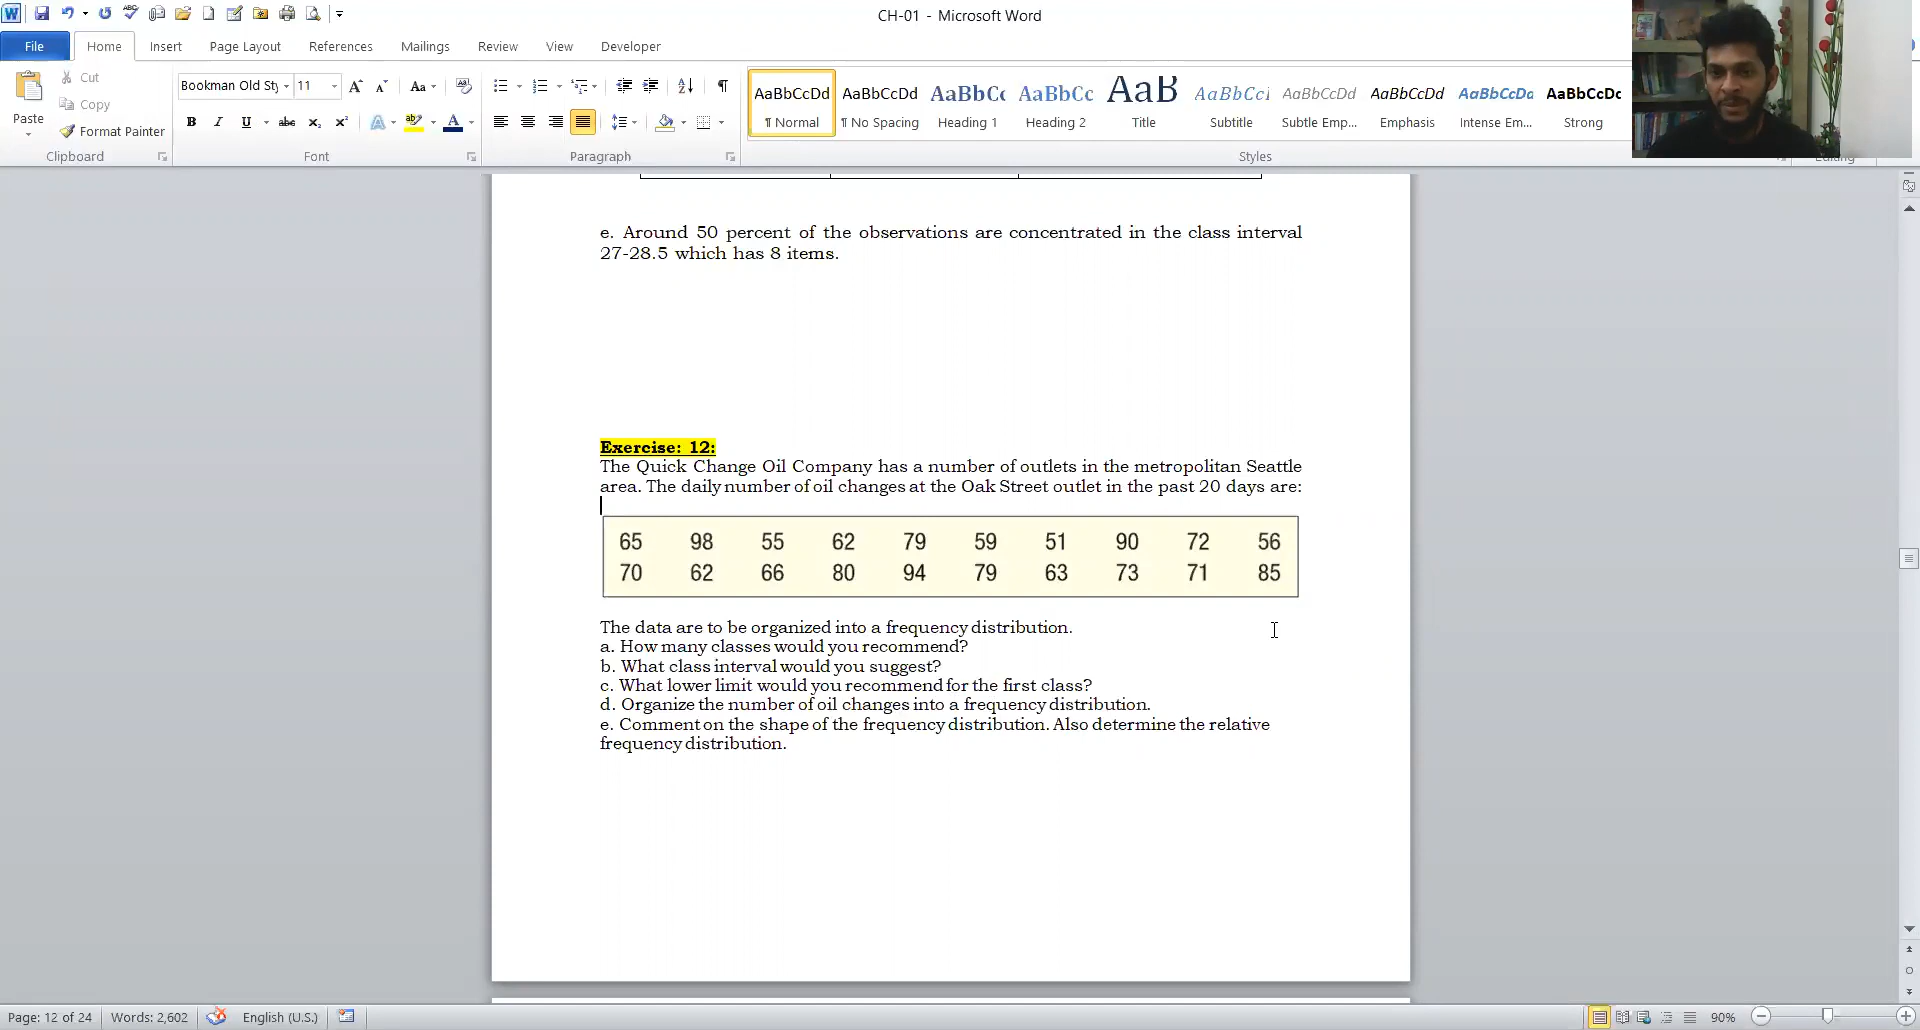 CH-01 - Microsoft Word
File Home Insert Page Layout References Mailings Review View Developer
Paste
Cut
Copy
Format Painter
Clipboard
Bookman Old Sty 11
Font
Paragraph
AaBbCcDd AaBbCcDd AaBbCc AaBbCc AaB AaBbCcI AaBbCcDd AaBbCcDd AaBbCcDd AaBbCcDc
¶ Normal ¶ No Spacing Heading 1 Heading 2 Title Subtitle Subtle Emp... Emphasis Intense Em... Strong
Styles
e. Around 50 percent of the observations are concentrated in the class interval
27-28.5 which has 8 items.
Exercise: 12:
The Quick Change Oil Company has a number of outlets in the metropolitan Seattle
area. The daily number of oil changes at the Oak Street outlet in the past 20 days are:
65 98 55 62 79 59 51 90 72 56
70 62 66 80 94 79 63 73 71 85
The data are to be organized into a frequency distribution.
a. How many classes would you recommend?
b. What class interval would you suggest?
c. What lower limit would you recommend for the first class?
d. Organize the number of oil changes into a frequency distribution.
e. Comment on the shape of the frequency distribution. Also determine the relative
frequency distribution.
Page: 12 of 24 Words: 2,602 English (U.S.) 90%